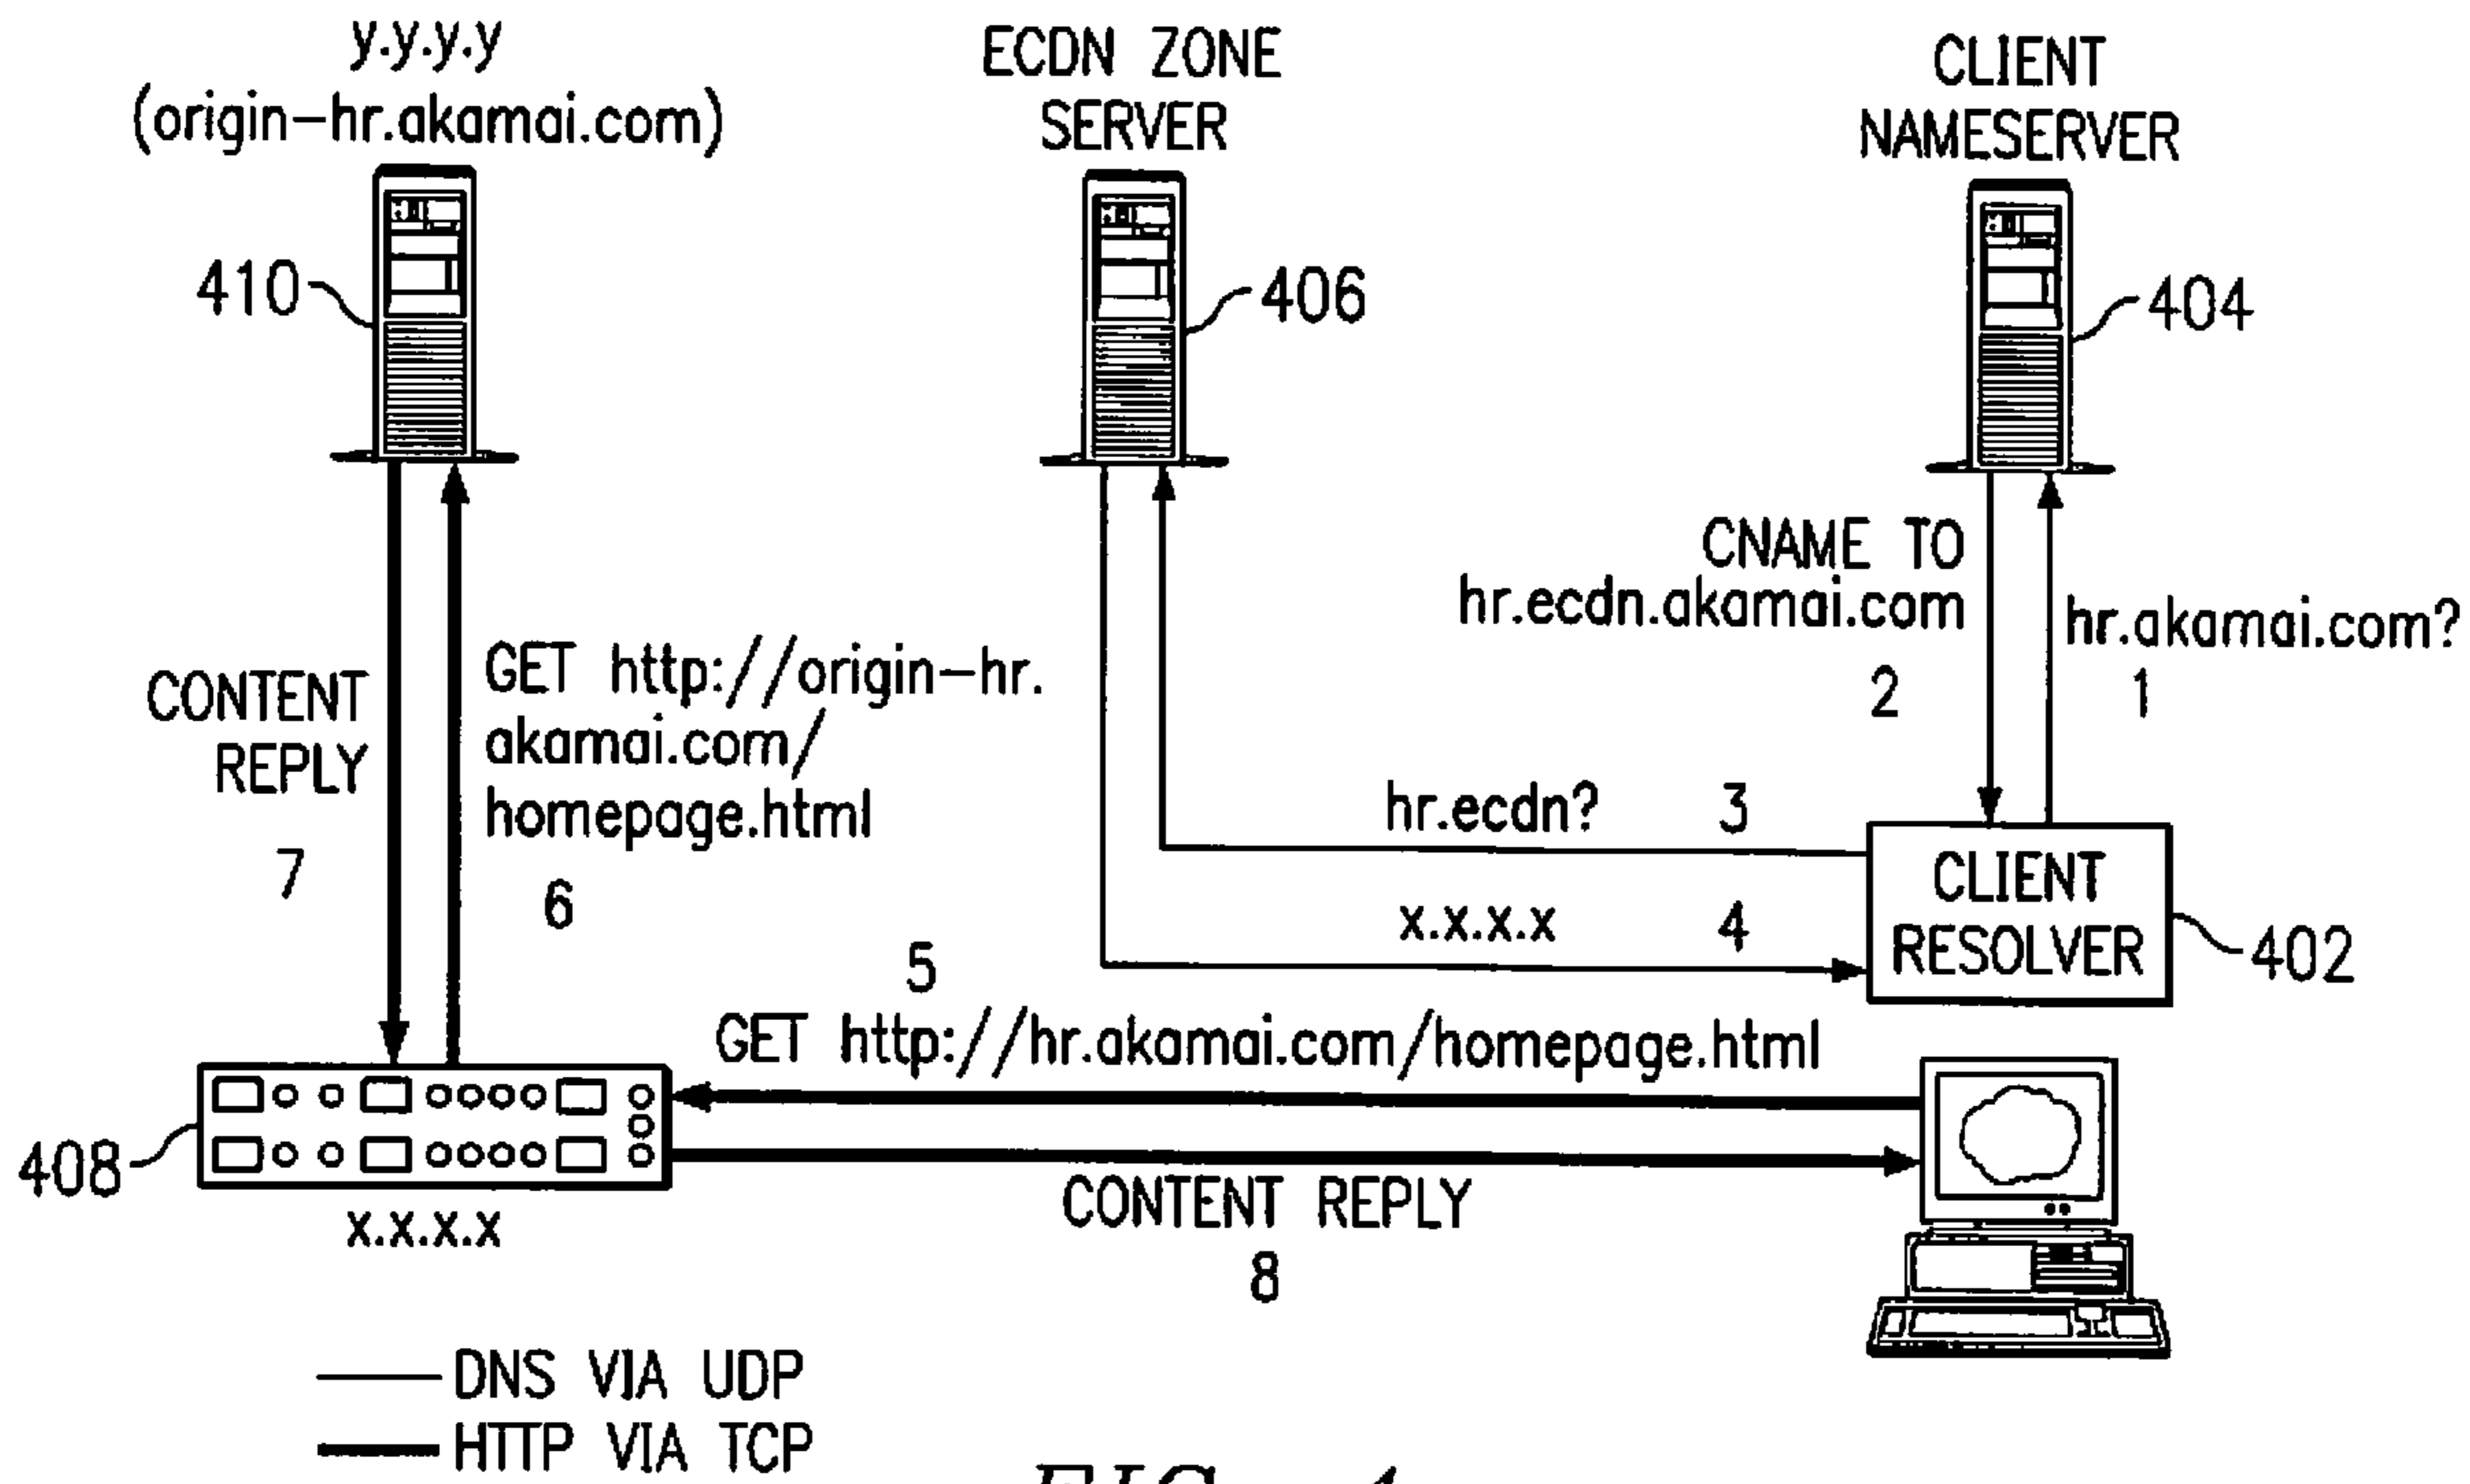 y.y.y.y
(origin-hr.akamai.com)
ECDN ZONE
SERVER
CLIENT
NAMESERVER
410
406
404
CNAME TO
hr.ecdn.akamai.com
2
hr.akamai.com?
1
CONTENT
REPLY
7
GET http://origin-hr.
akamai.com/
homepage.html
6
hr.ecdn? 3
x.x.x.x 4
CLIENT
RESOLVER
402
5
GET http://hr.akamai.com/homepage.html
408
x.x.x.x
CONTENT REPLY
8
DNS VIA UDP
HTTP VIA TCP